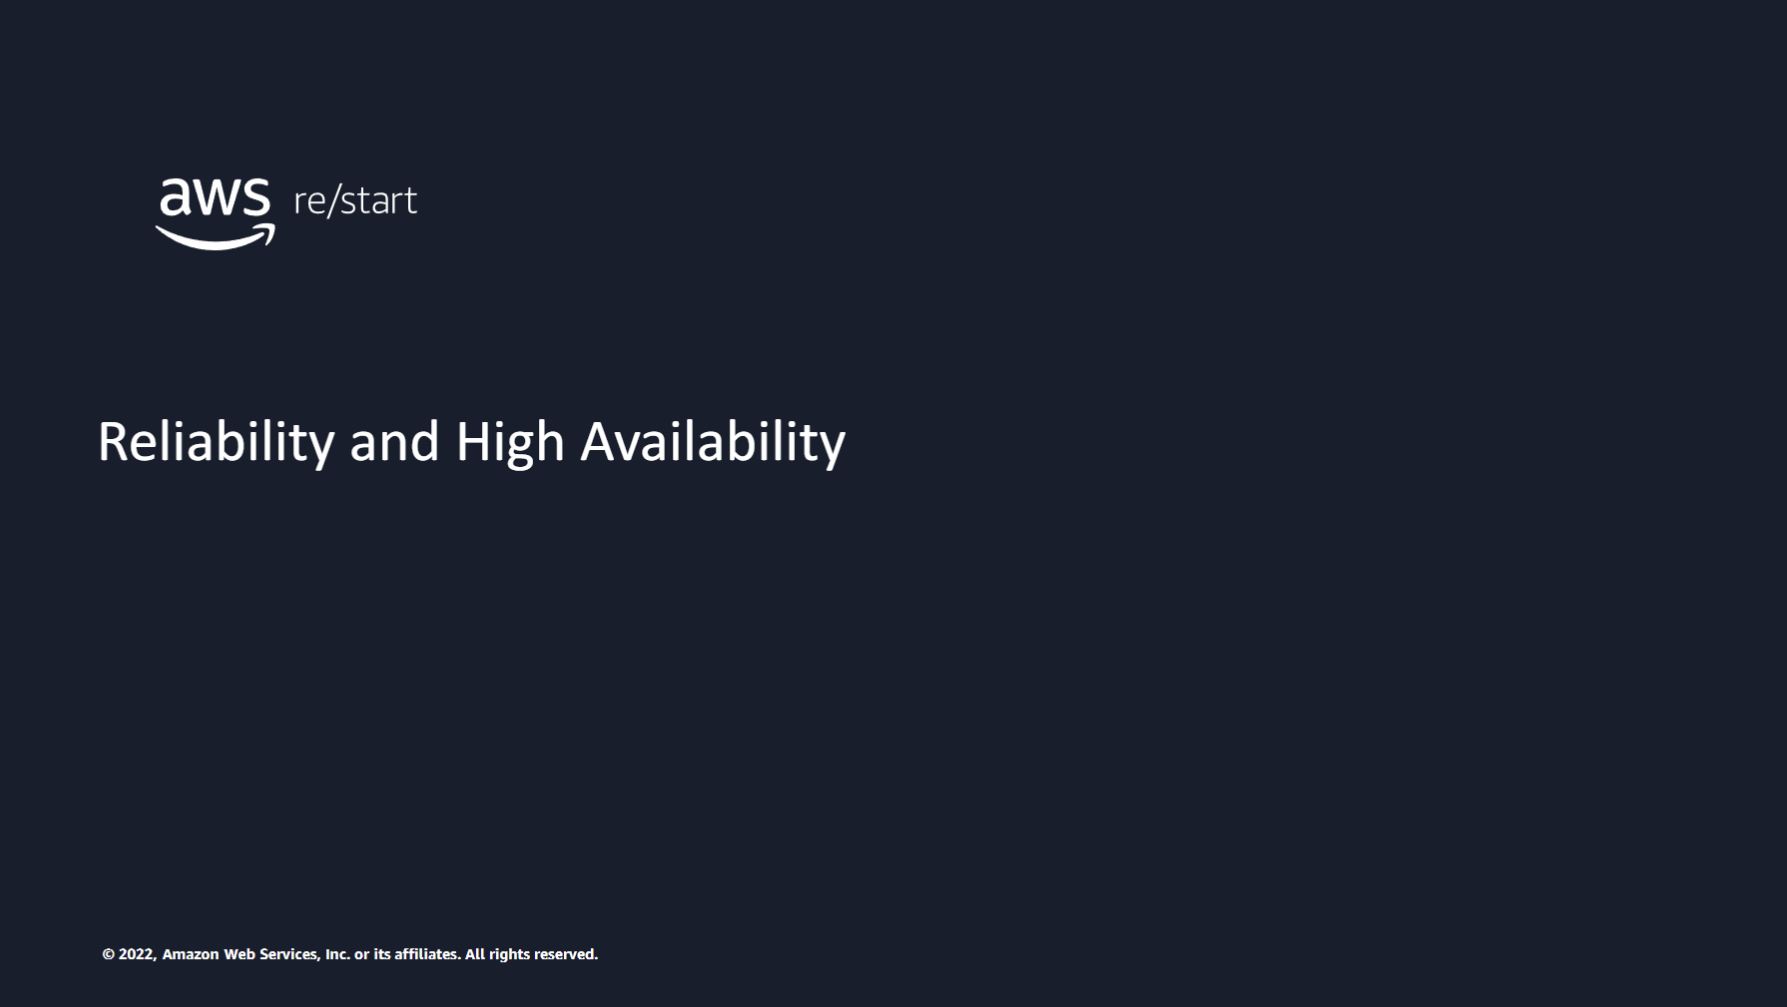 aws re/start
Reliability and High Availability
© 2022, Amazon Web Services, Inc. or its affiliates. All rights reserved.